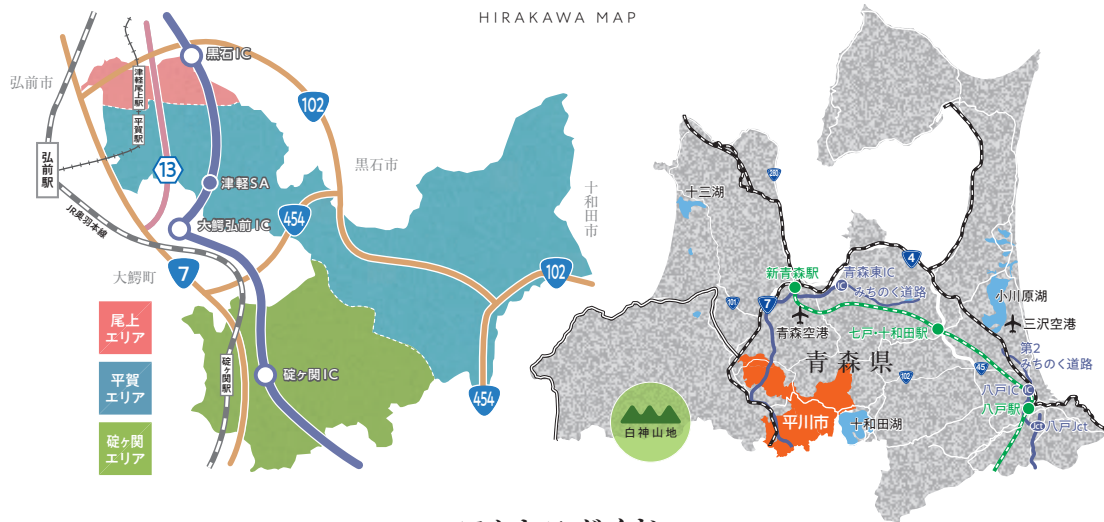 HIRAKAWA MAP
弘前市
黒石IC
津軽尾上駅
平賀駅
102
弘前駅
13
黒石市
津軽SA
十和田市
454
大鰐弘前IC
JR奥羽本線
大鰐町
7
102
尾上
エリア
平賀
エリア
碇ヶ関
エリア
碇ヶ関駅
碇ヶ関IC
454
280
十三湖
4
新青森駅
青森東IC
IC
みちのく道路
101
7
小川原湖
青森空港
三沢空港
七戸・十和田駅
第2
みちのく道路
青森県
45
102
八戸IC
IC
八戸駅
平川市
十和田湖
JCT
八戸Jct
白神山地